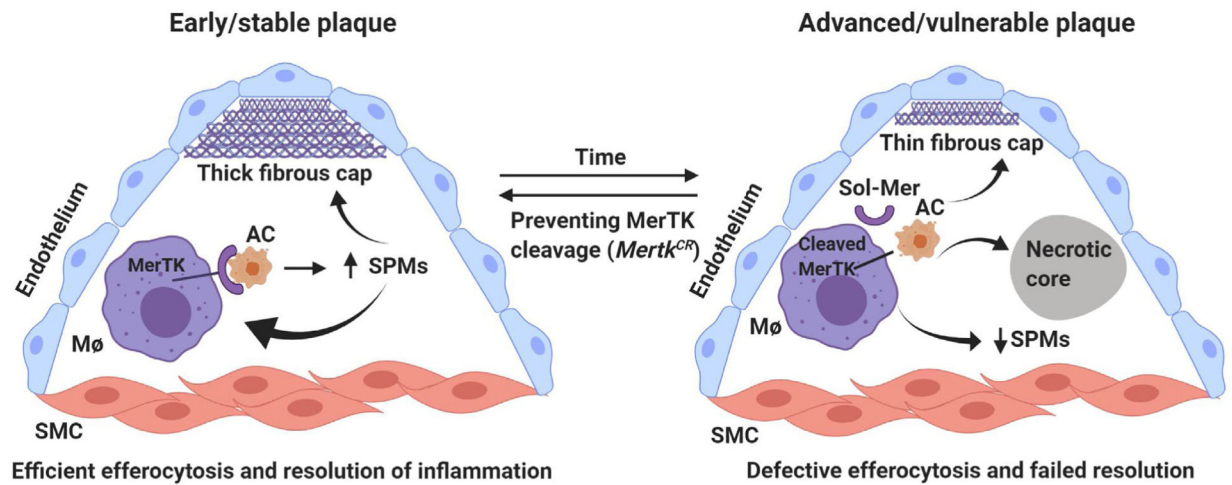 Early/stable plaque
Advanced/vulnerable plaque
Thick fibrous cap
Endothelium
MerTK
AC
↑ SPMs
Mø
SMC
Efficient efferocytosis and resolution of inflammation
Time
Preventing MerTK
cleavage (Mertk^CR)
Thin fibrous cap
Sol-Mer
AC
Endothelium
Cleaved
MerTK
Necrotic
core
Mø
↓SPMs
SMC
Defective efferocytosis and failed resolution